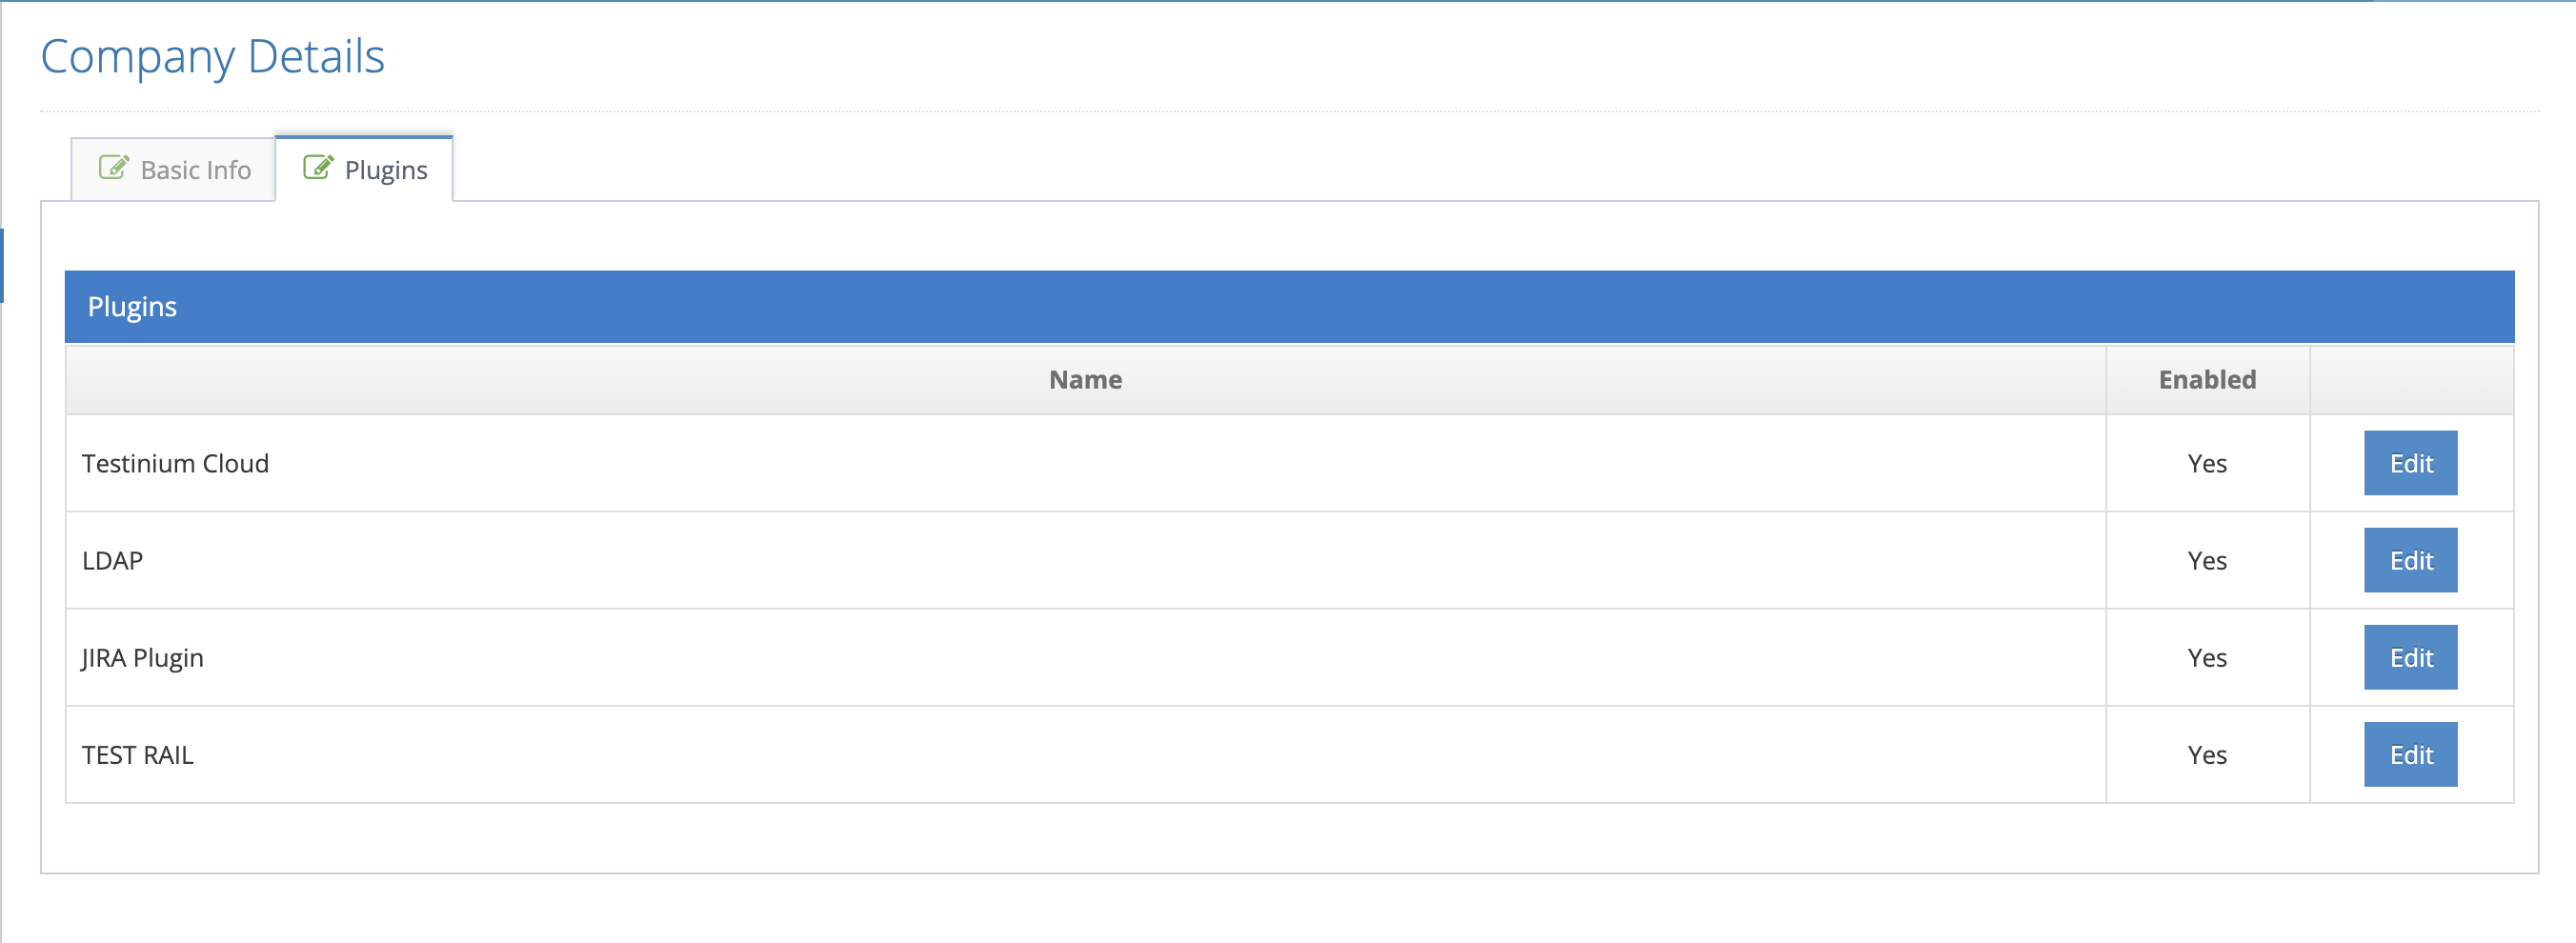 Company Details
Basic Info Plugins
Plugins
Name Enabled
Testinium Cloud Yes Edit
LDAP Yes Edit
JIRA Plugin Yes Edit
TEST RAIL Yes Edit